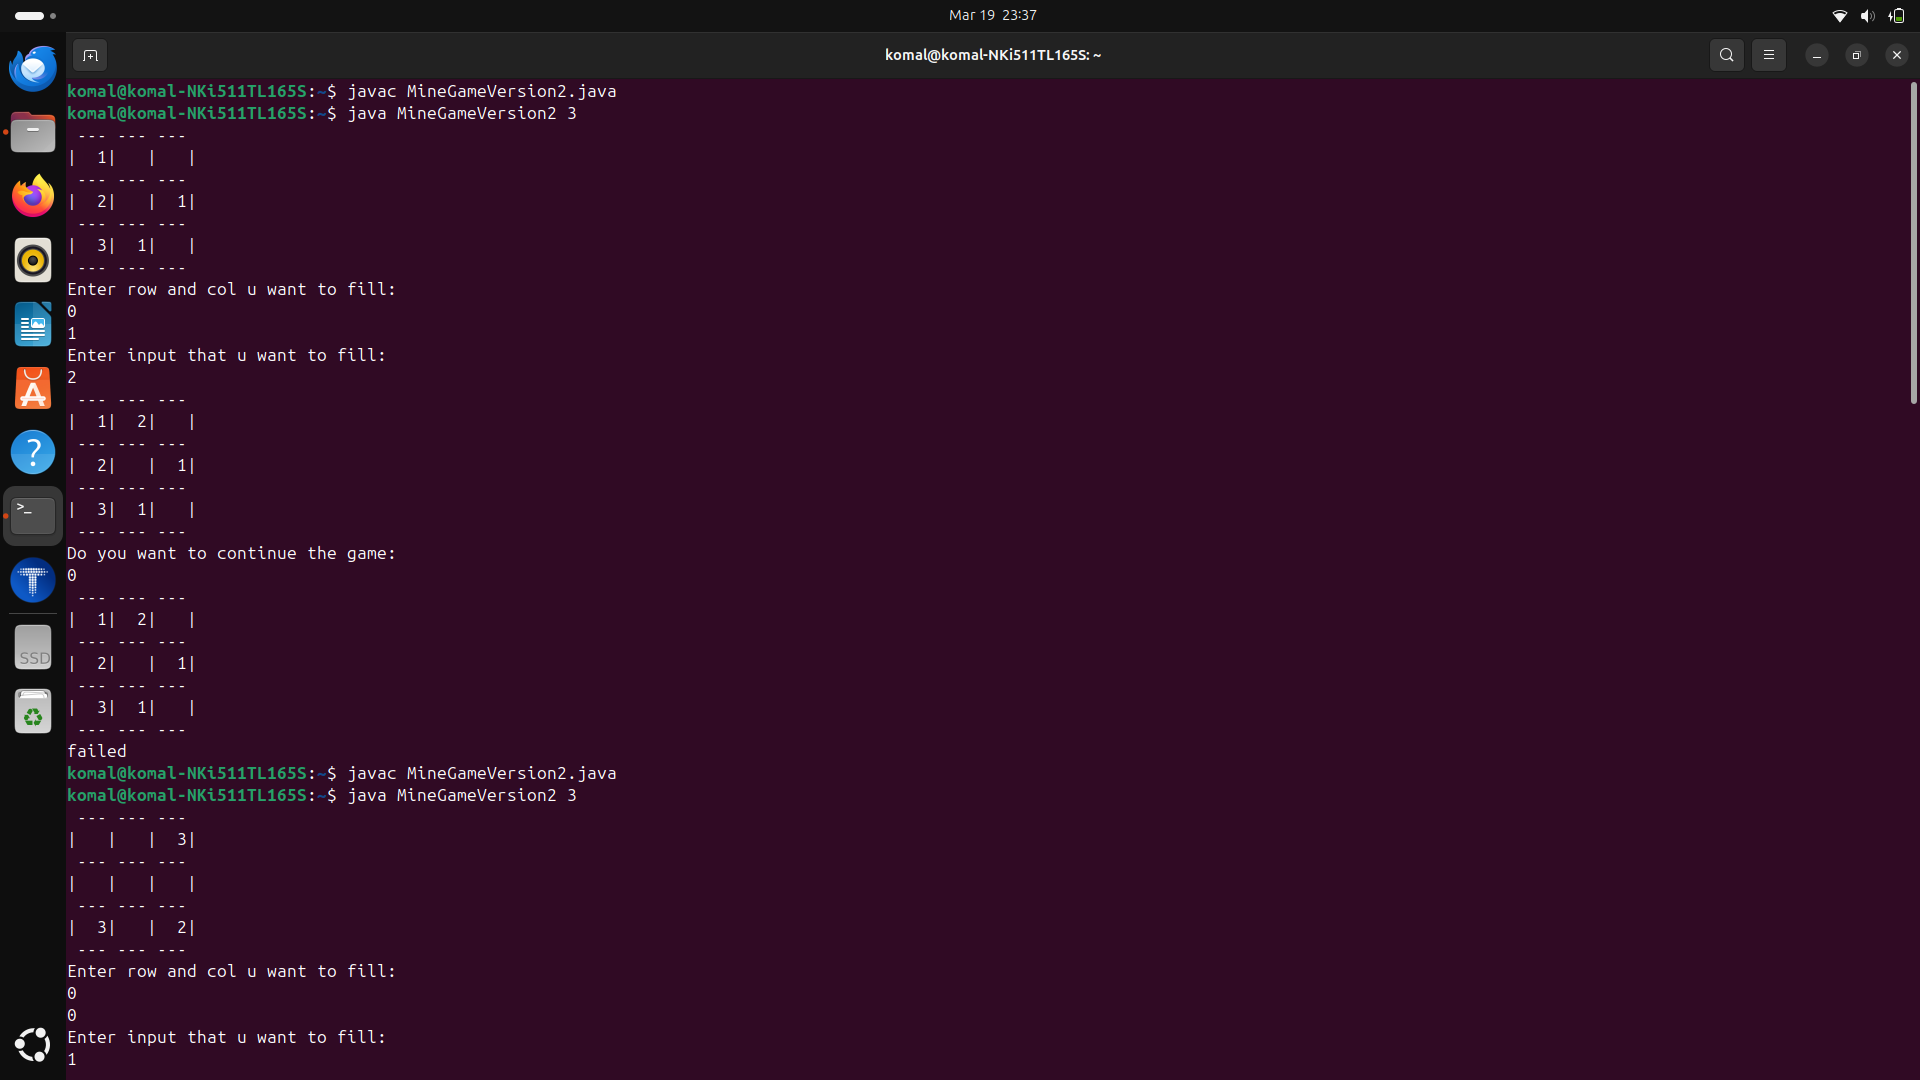 Mar 19 23:37
komal@komal-NKi511TL165S: ~
komal@komal-NKi511TL165S:~$ javac MineGameVersion2.java
komal@komal-NKi511TL165S:~$ java MineGameVersion2 3
 --- --- ---
|  1|   |   |
 --- --- ---
|  2|   |  1|
 --- --- ---
|  3|  1|   |
 --- --- ---
Enter row and col u want to fill:
0
1
Enter input that u want to fill:
2
 --- --- ---
|  1|  2|   |
 --- --- ---
|  2|   |  1|
 --- --- ---
|  3|  1|   |
 --- --- ---
Do you want to continue the game:
0
 --- --- ---
|  1|  2|   |
 --- --- ---
|  2|   |  1|
 --- --- ---
|  3|  1|   |
 --- --- ---
failed
komal@komal-NKi511TL165S:~$ javac MineGameVersion2.java
komal@komal-NKi511TL165S:~$ java MineGameVersion2 3
 --- --- ---
|   |   |  3|
 --- --- ---
|   |   |   |
 --- --- ---
|  3|   |  2|
 --- --- ---
Enter row and col u want to fill:
0
0
Enter input that u want to fill:
1
?
>_
T
SSD